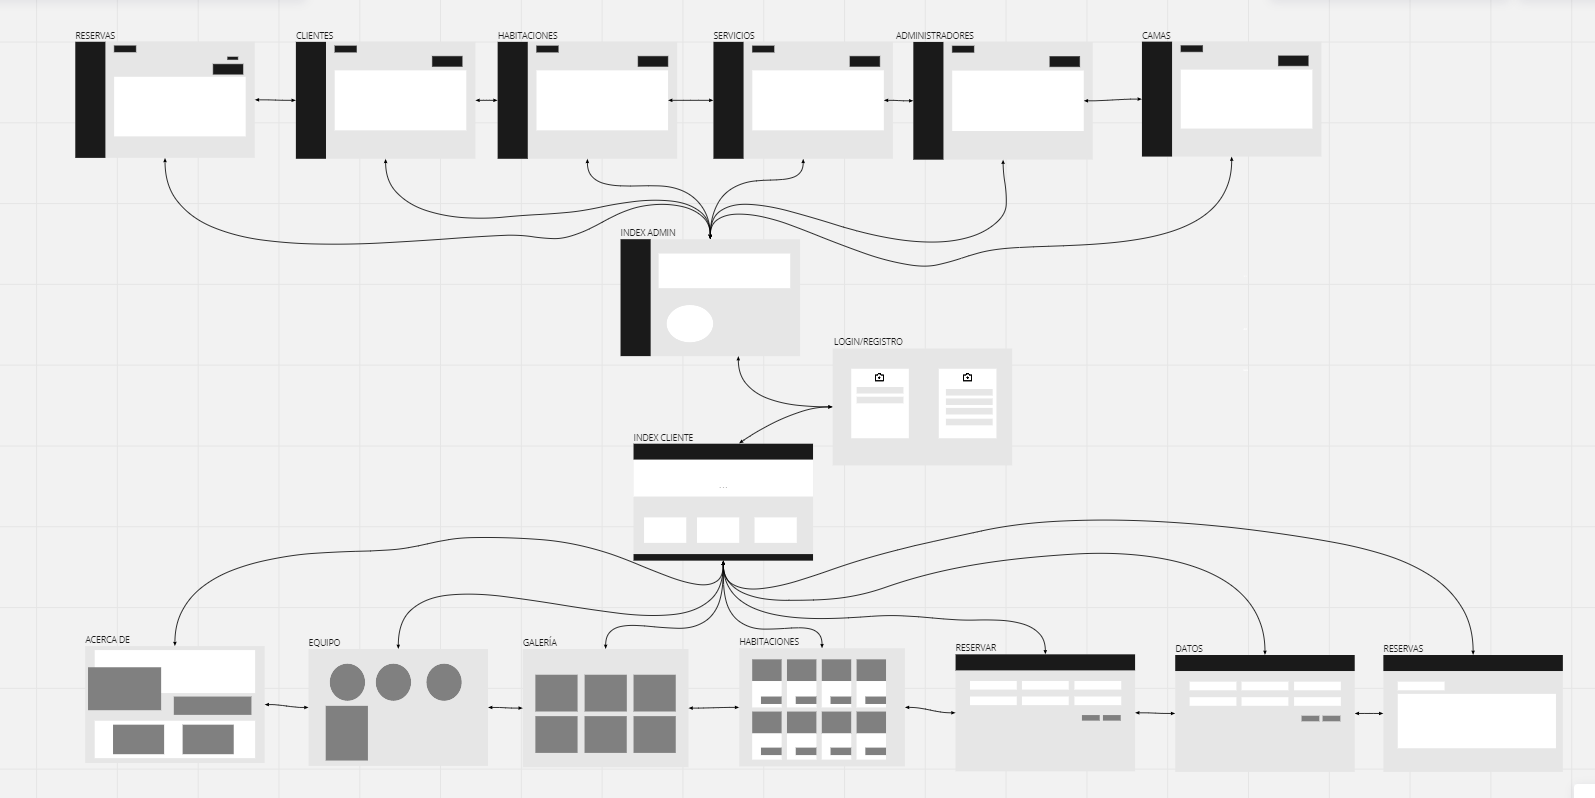 RESERVAS
CLIENTES
HABITACIONES
SERVICIOS
ADMINISTRADORES
CAMAS
INDEX ADMIN
LOGIN/REGISTRO
INDEX CLIENTE
...
ACERCA DE
EQUIPO
GALERÍA
HABITACIONES
RESERVAR
DATOS
RESERVAS